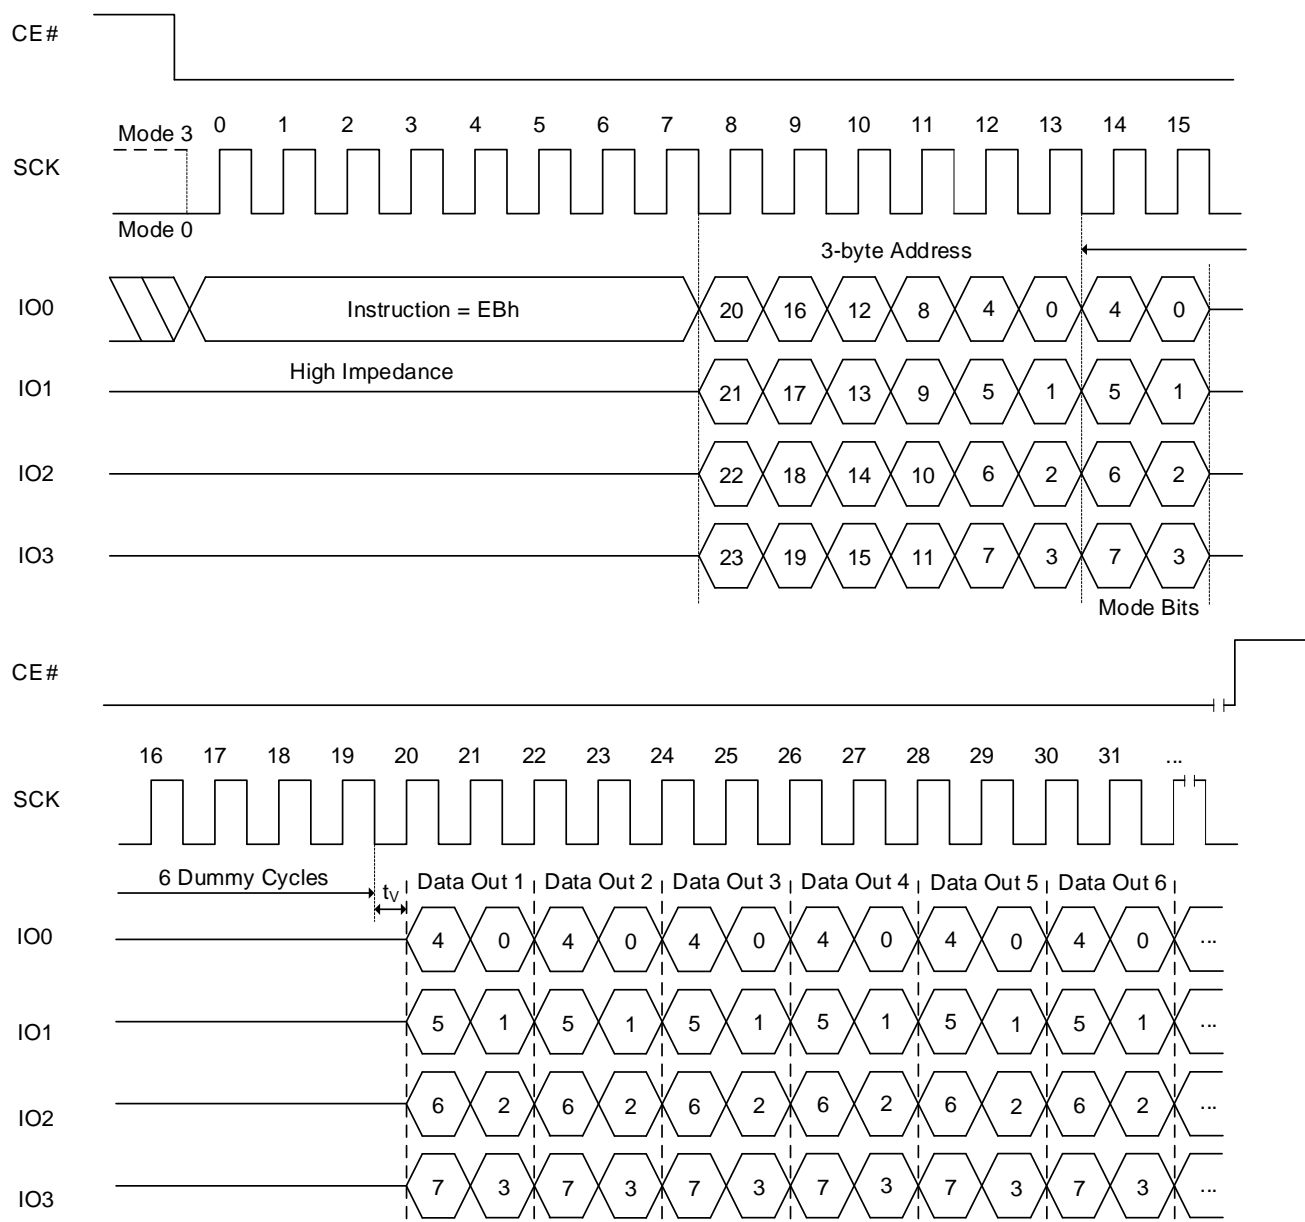 CE#
Mode 3 0 1 2 3 4 5 6 7 8 9 10 11 12 13 14 15
SCK
Mode 0
3-byte Address
IO0 Instruction = EBh 20 16 12 8 4 0 4 0
High Impedance
IO1 21 17 13 9 5 1 5 1
IO2 22 18 14 10 6 2 6 2
IO3 23 19 15 11 7 3 7 3
Mode Bits
CE#
16 17 18 19 20 21 22 23 24 25 26 27 28 29 30 31 ...
SCK
6 Dummy Cycles tV Data Out 1 Data Out 2 Data Out 3 Data Out 4 Data Out 5 Data Out 6
IO0 4 0 4 0 4 0 4 0 4 0 4 0 ...
IO1 5 1 5 1 5 1 5 1 5 1 5 1 ...
IO2 6 2 6 2 6 2 6 2 6 2 6 2 ...
IO3 7 3 7 3 7 3 7 3 7 3 7 3 ...